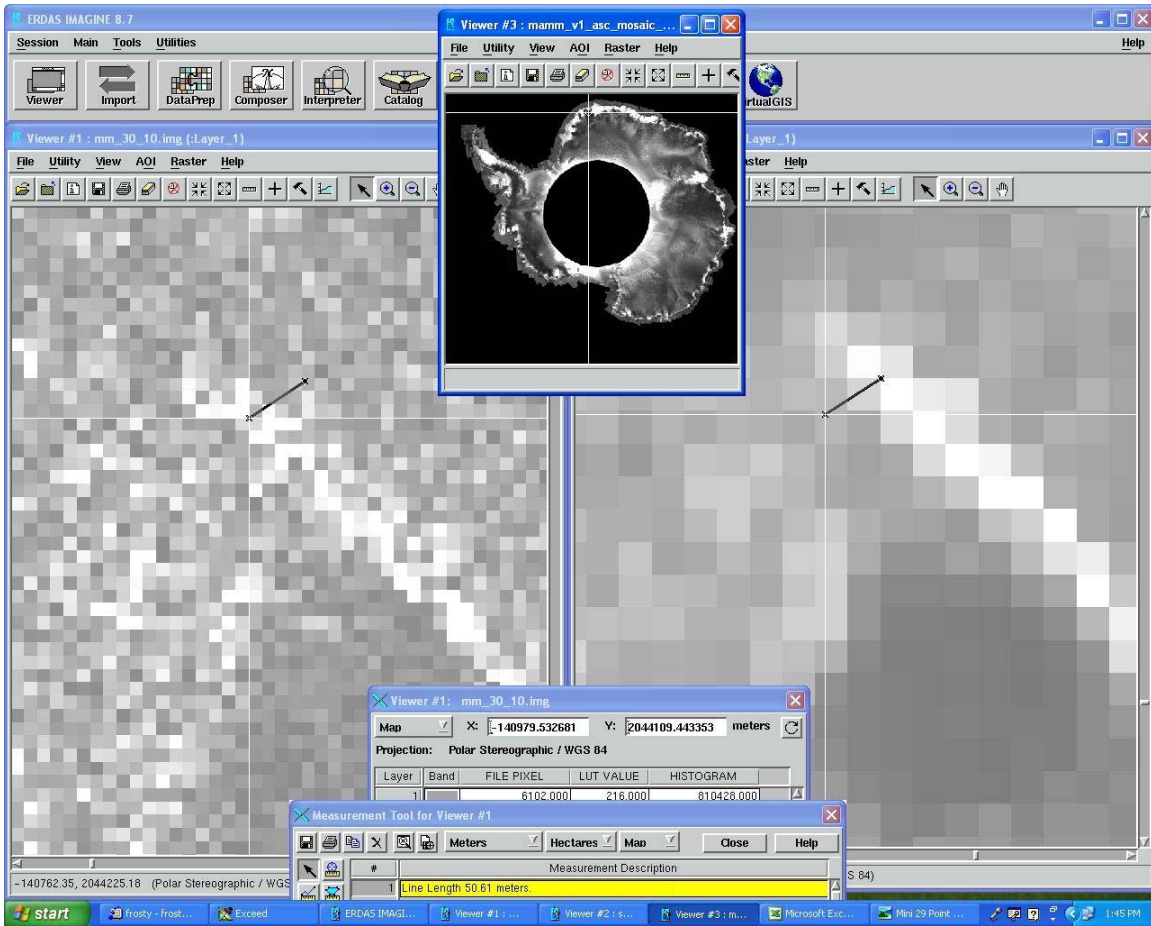 ERDAS IMAGINE 8.7
Session Main Tools Utilities
Help
Viewer
Import
DataPrep
Composer
Interpreter
Catalog
rtualGIS
Viewer #3 : mamm_v1_asc_mosaic_...
File Utility View AOI Raster Help
Viewer #1 : mm_30_10.img (:Layer_1)
File Utility View AOI Raster Help
ayer_1)
ster Help
Viewer #1: mm_30_10.img
Map X: -140979.532681 Y: 2044109.443353 meters
Projection: Polar Stereographic / WGS 84
Layer Band FILE PIXEL LUT VALUE HISTOGRAM
1 6102.000 216.000 810428.000
Measurement Tool for Viewer #1
Meters Hectares Map Close Help
# Measurement Description
1 Line Length 50.61 meters.
-140762.35, 2044225.18 (Polar Stereographic / WGS
S 84)
start
frosty - frost...
Exceed
ERDAS IMAGI...
Viewer #1 : ...
Viewer #2 : s...
Viewer #3 : m...
Microsoft Exc...
Mini 29 Point ...
1:45 PM